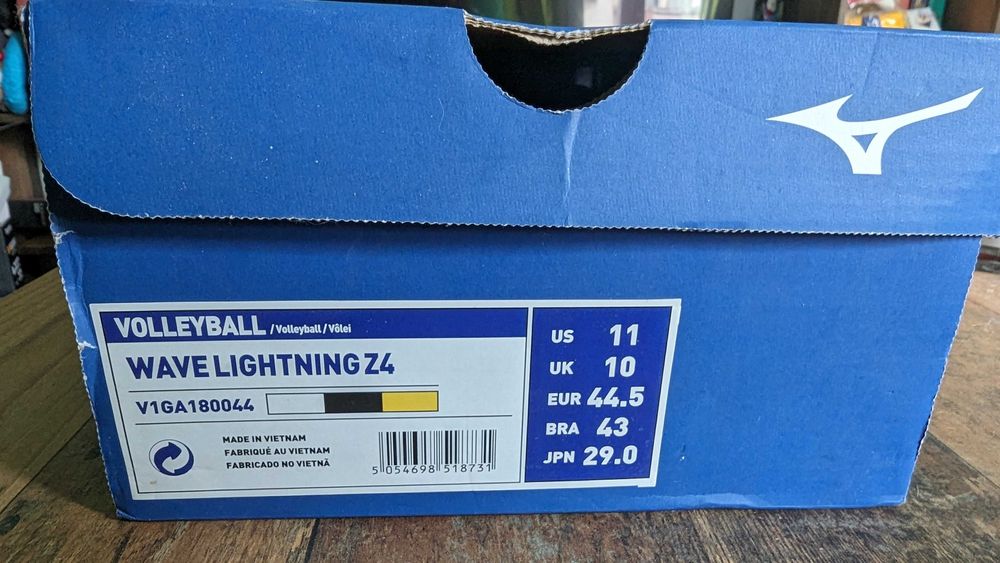 VOLLEYBALL /Volleyball/Vôlei
WAVE LIGHTNING Z4
V1GA180044
MADE IN VIETNAM
FABRIQUÉ AU VIETNAM
FABRICADO NO VIETNÃ
5 054698 518731
US 11
UK 10
EUR 44.5
BRA 43
JPN 29.0